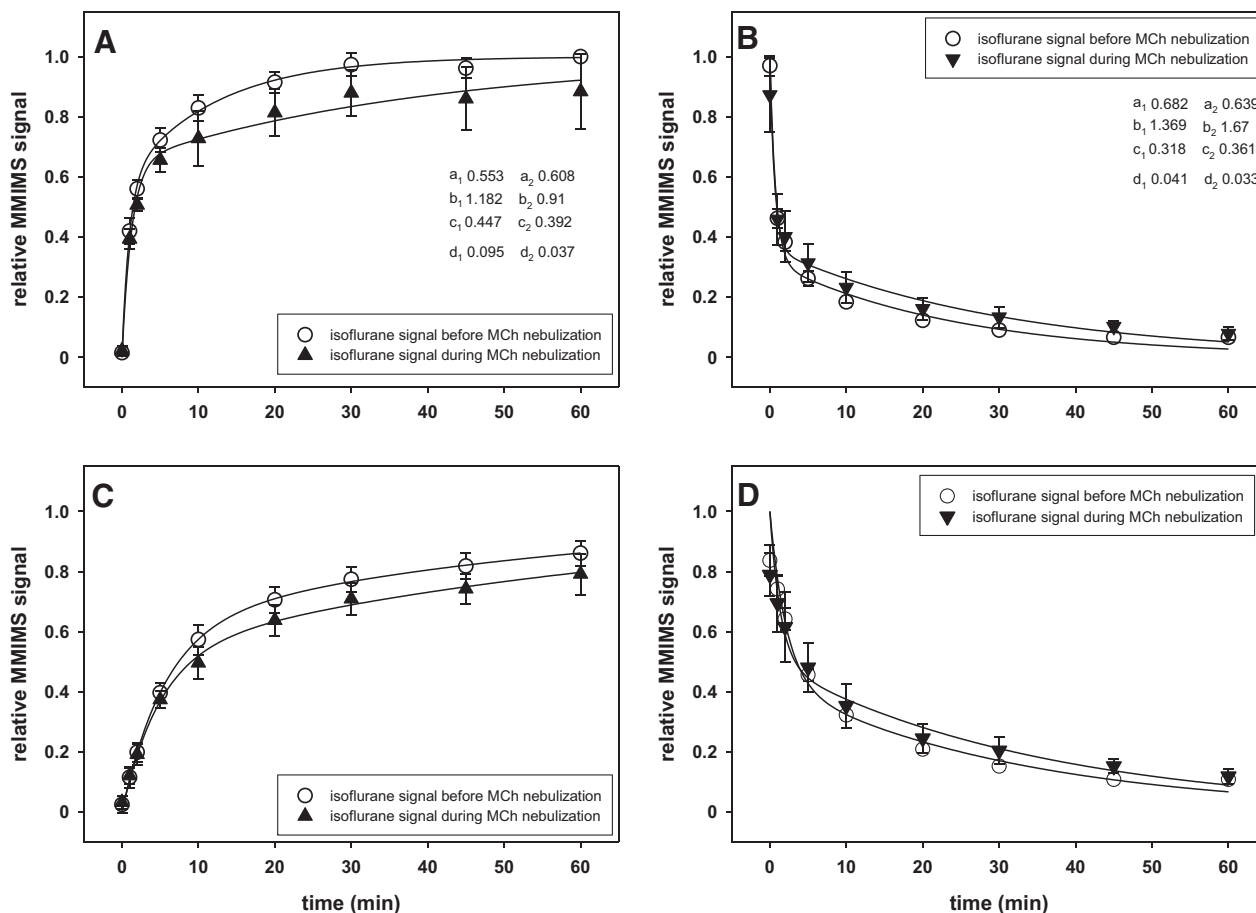 A
relative MMIMS signal
1.0
0.8
0.6
0.4
0.2
0
a1 0.553 a2 0.608
b1 1.182 b2 0.91
c1 0.447 c2 0.392
d1 0.095 d2 0.037
isoflurane signal before MCh nebulization
isoflurane signal during MCh nebulization
0 10 20 30 40 50 60
B
relative MMIMS signal
1.0
0.8
0.6
0.4
0.2
0
isoflurane signal before MCh nebulization
isoflurane signal during MCh nebulization
a1 0.682 a2 0.639
b1 1.369 b2 1.67
c1 0.318 c2 0.361
d1 0.041 d2 0.033
0 10 20 30 40 50 60
C
relative MMIMS signal
1.0
0.8
0.6
0.4
0.2
0
isoflurane signal before MCh nebulization
isoflurane signal during MCh nebulization
0 10 20 30 40 50 60
time (min)
D
relative MMIMS signal
1.0
0.8
0.6
0.4
0.2
0
isoflurane signal before MCh nebulization
isoflurane signal during MCh nebulization
0 10 20 30 40 50 60
time (min)